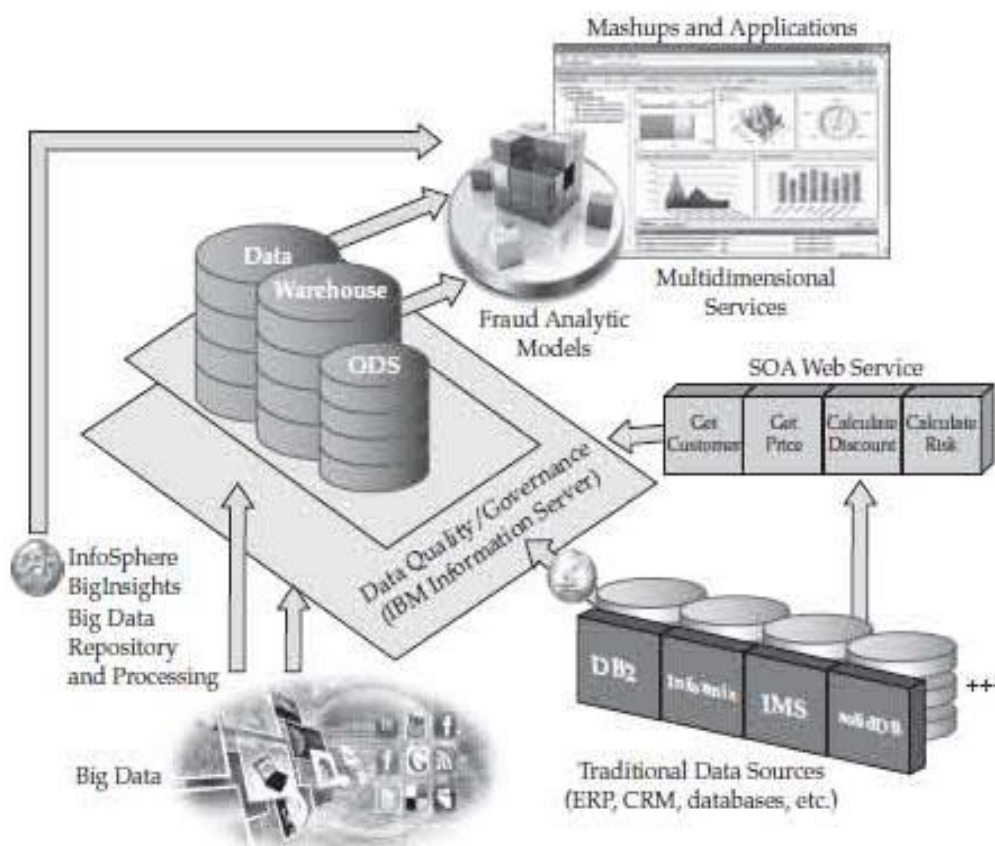 Mashups and Applications
Data
Warehouse
ODS
Fraud Analytic
Models
Multidimensional
Services
SOA Web Service
Get
Customer
Get
Price
Calculate
Discount
Calculate
Risk
Data Quality/Governance
(IBM Information Server)
InfoSphere
BigInsights
Big Data
Repository
and Processing
DB2
Informix
IMS
solidDB
+++
Big Data
f
f
G
Traditional Data Sources
(ERP, CRM, databases, etc.)